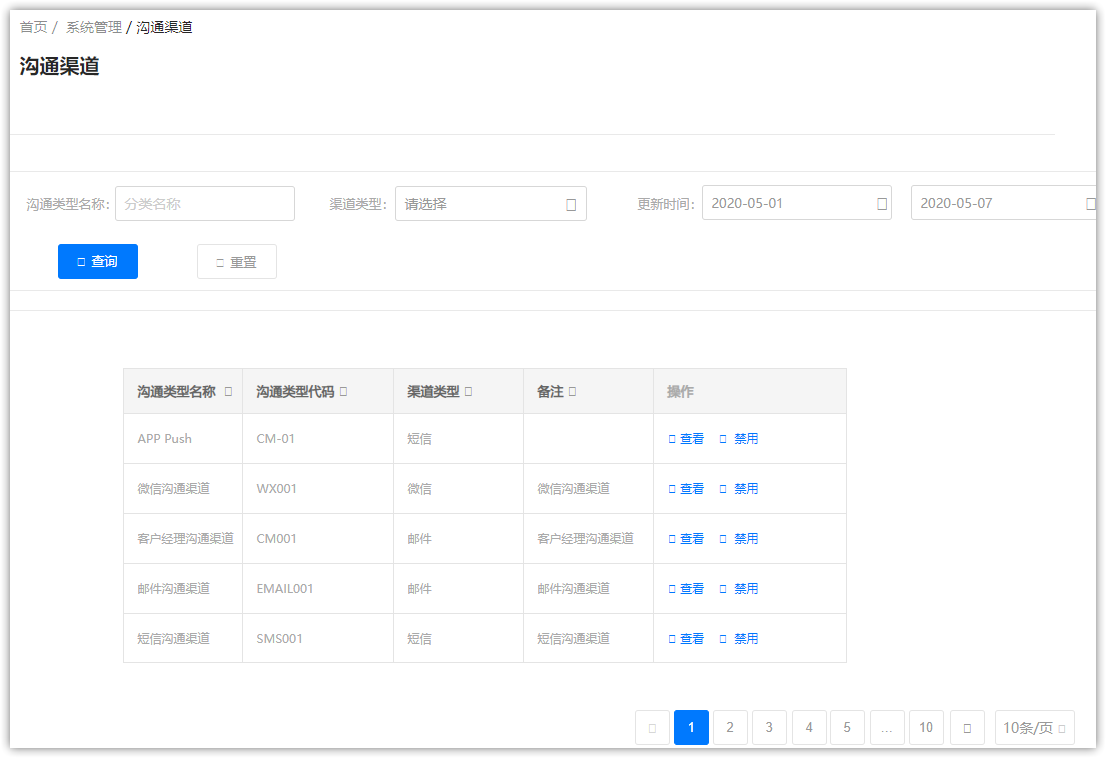 首页 / 系统管理 / 沟通渠道
沟通渠道
沟通类型名称: 分类名称 渠道类型: 请选择 更新时间: 2020-05-01 2020-05-07
查询 重置
沟通类型名称 沟通类型代码 渠道类型 备注 操作
APP Push CM-01 短信 查看 禁用
微信沟通渠道 WX001 微信 微信沟通渠道 查看 禁用
客户经理沟通渠道 CM001 邮件 客户经理沟通渠道 查看 禁用
邮件沟通渠道 EMAIL001 邮件 邮件沟通渠道 查看 禁用
短信沟通渠道 SMS001 短信 短信沟通渠道 查看 禁用
1 2 3 4 5 ... 10 10条/页